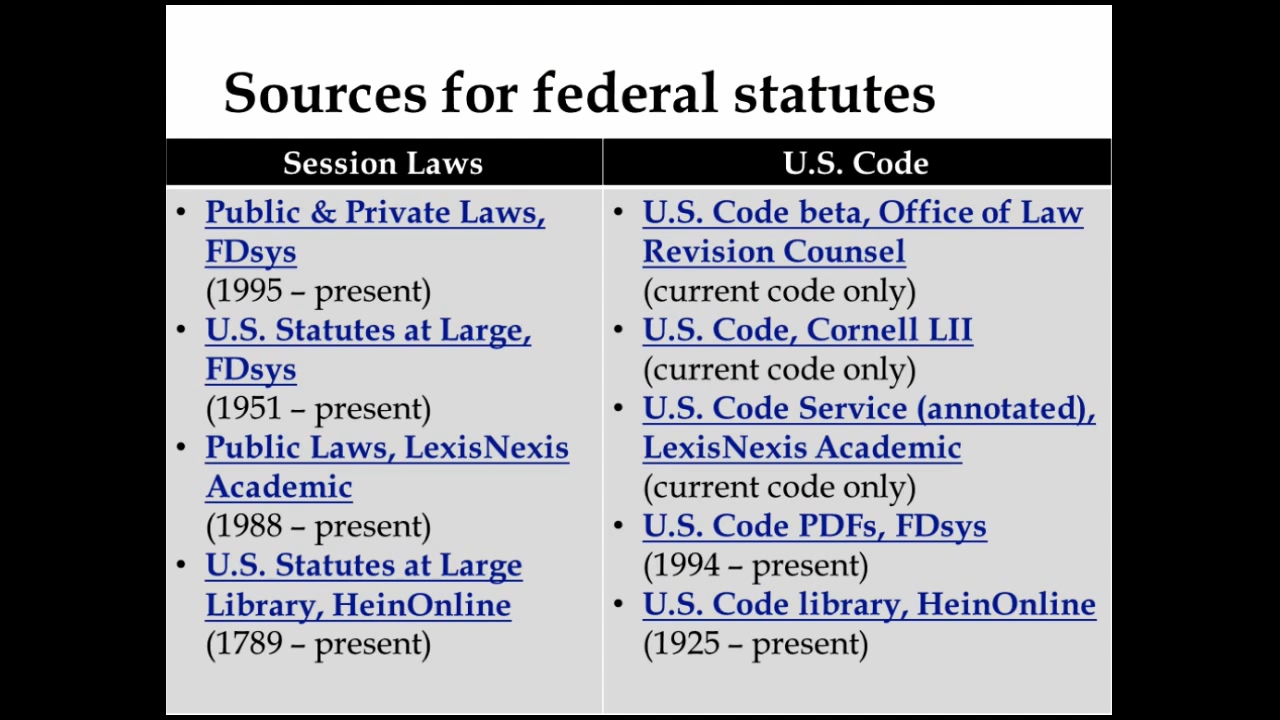 Sources for federal statutes
Session Laws
U.S. Code
• Public & Private Laws,
FDsys
(1995 – present)
• U.S. Statutes at Large,
FDsys
(1951 – present)
• Public Laws, LexisNexis
Academic
(1988 – present)
• U.S. Statutes at Large
Library, HeinOnline
(1789 – present)
• U.S. Code beta, Office of Law
Revision Counsel
(current code only)
• U.S. Code, Cornell LII
(current code only)
• U.S. Code Service (annotated),
LexisNexis Academic
(current code only)
• U.S. Code PDFs, FDsys
(1994 – present)
• U.S. Code library, HeinOnline
(1925 – present)